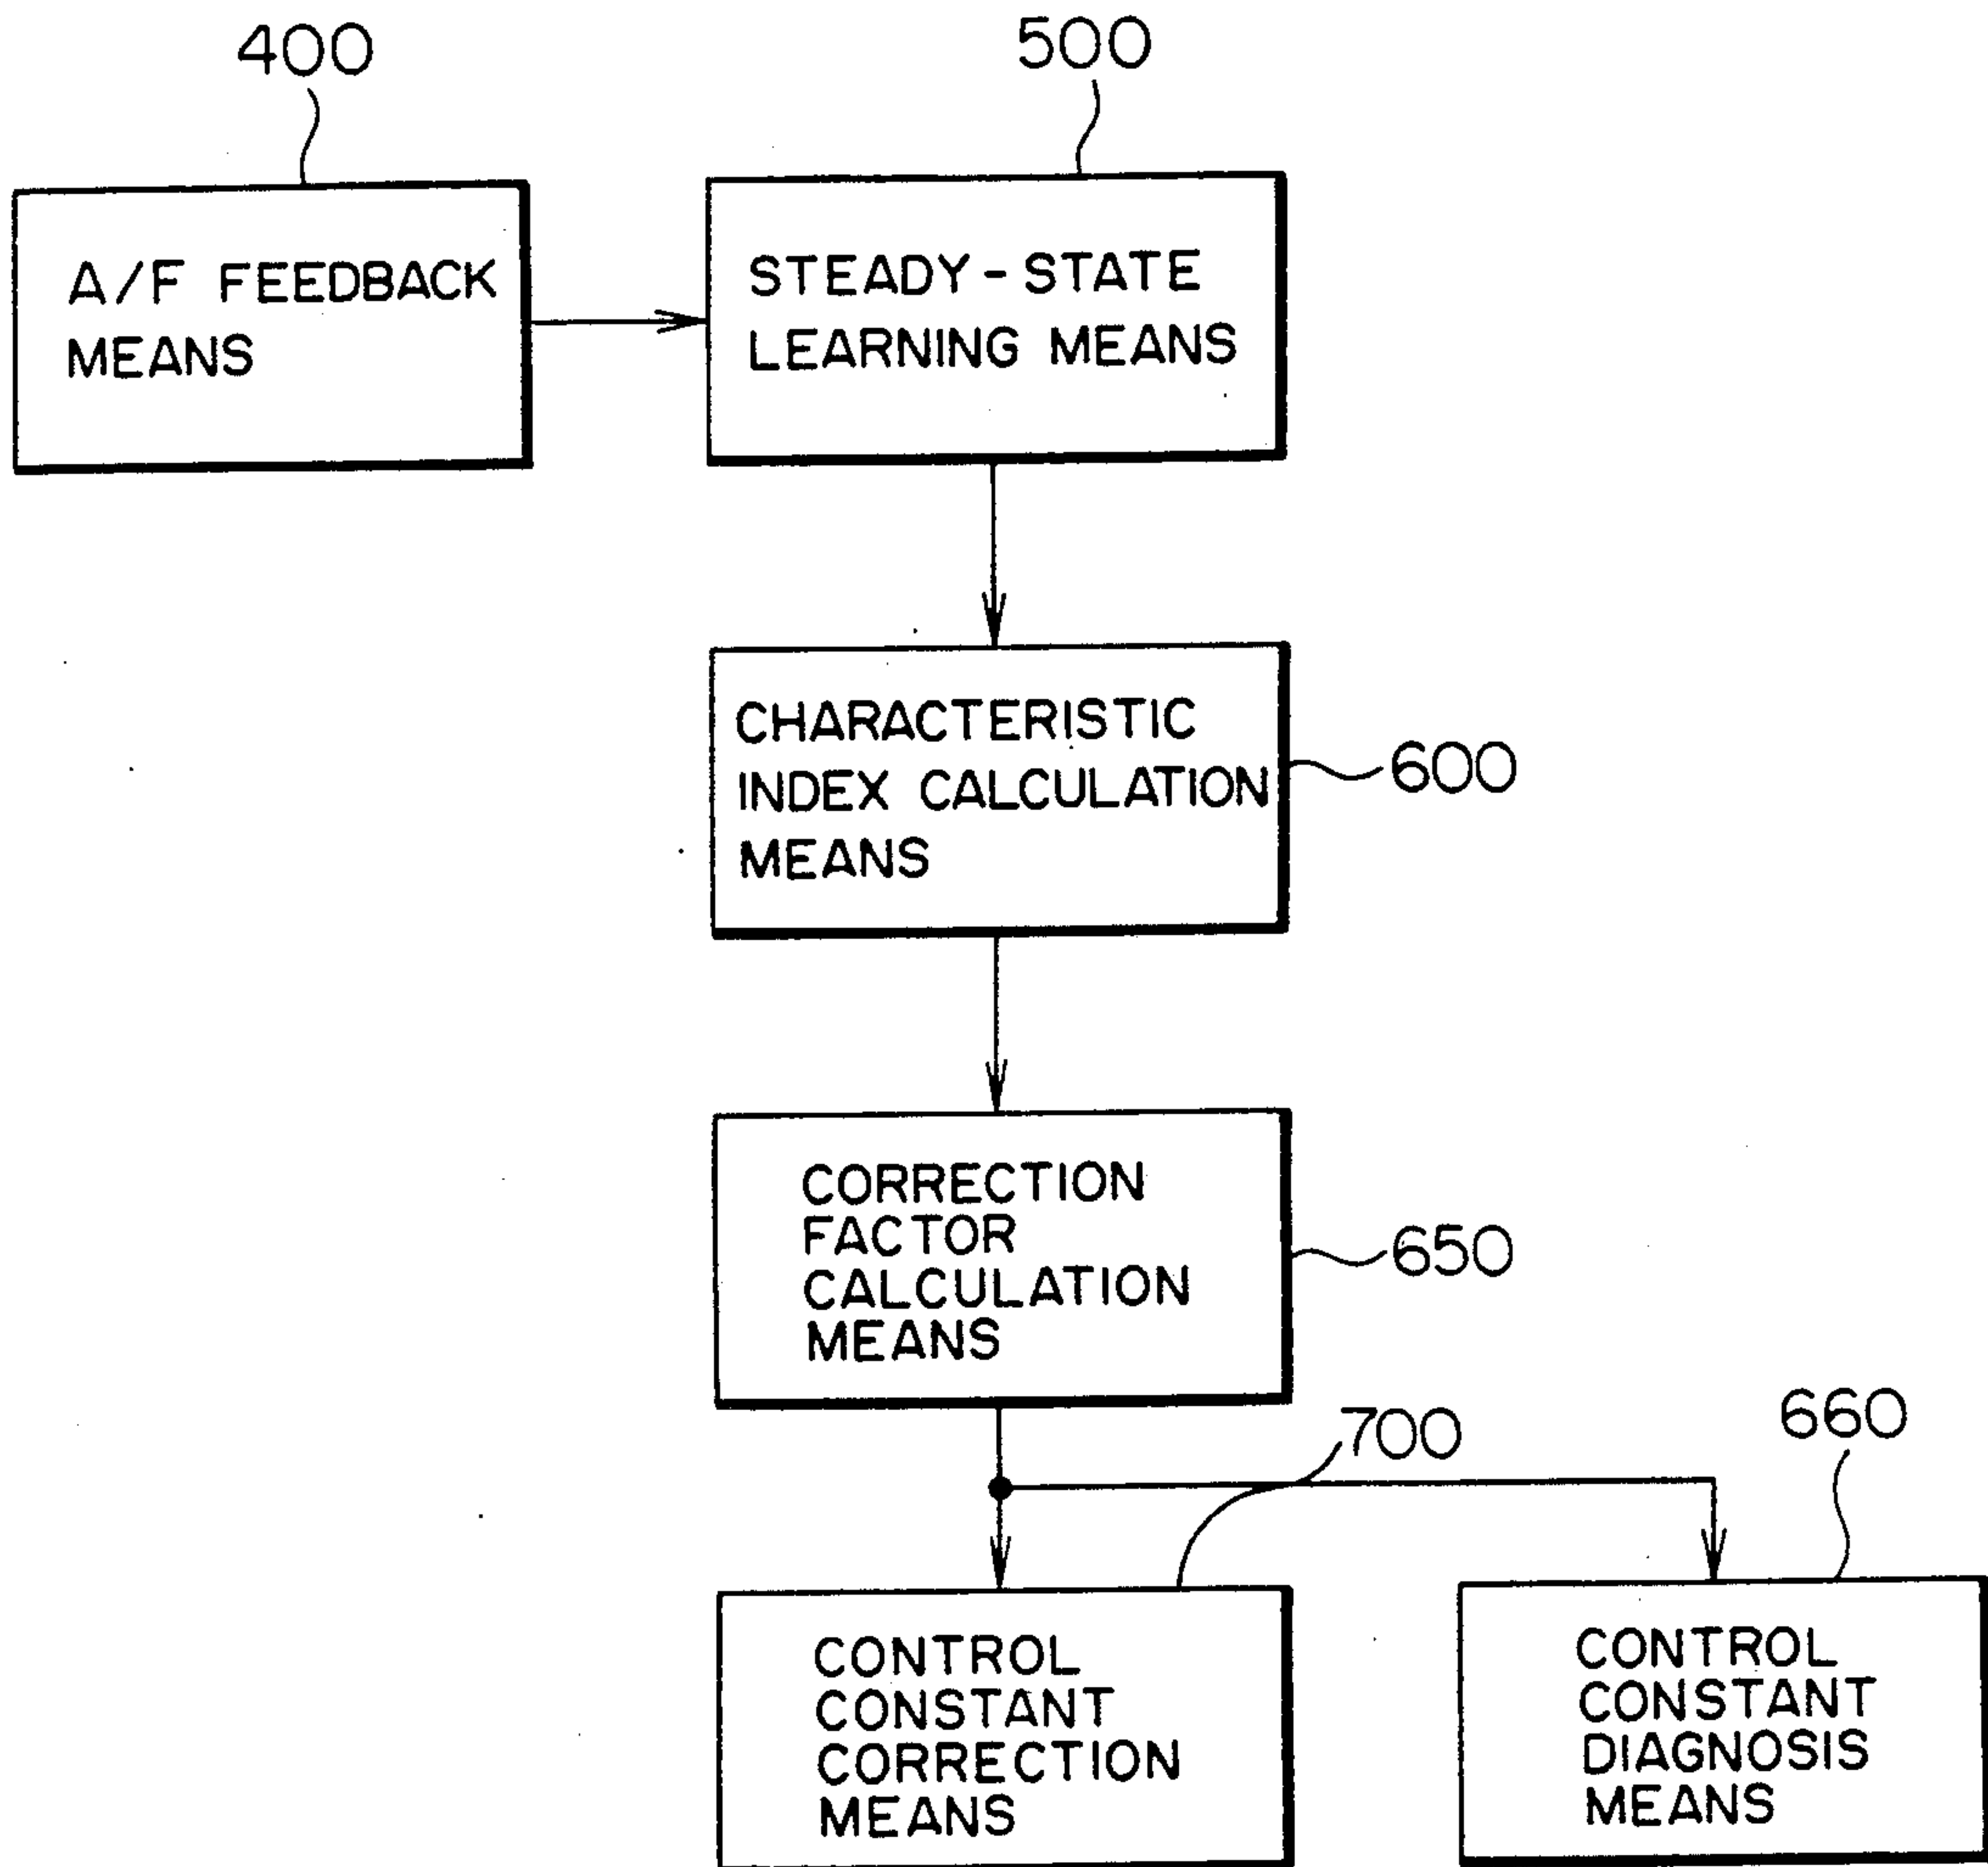 400
500
A/F FEEDBACK
MEANS
STEADY-STATE
LEARNING MEANS
CHARACTERISTIC
INDEX CALCULATION
MEANS
600
CORRECTION
FACTOR
CALCULATION
MEANS
650
700
660
CONTROL
CONSTANT
CORRECTION
MEANS
CONTROL
CONSTANT
DIAGNOSIS
MEANS